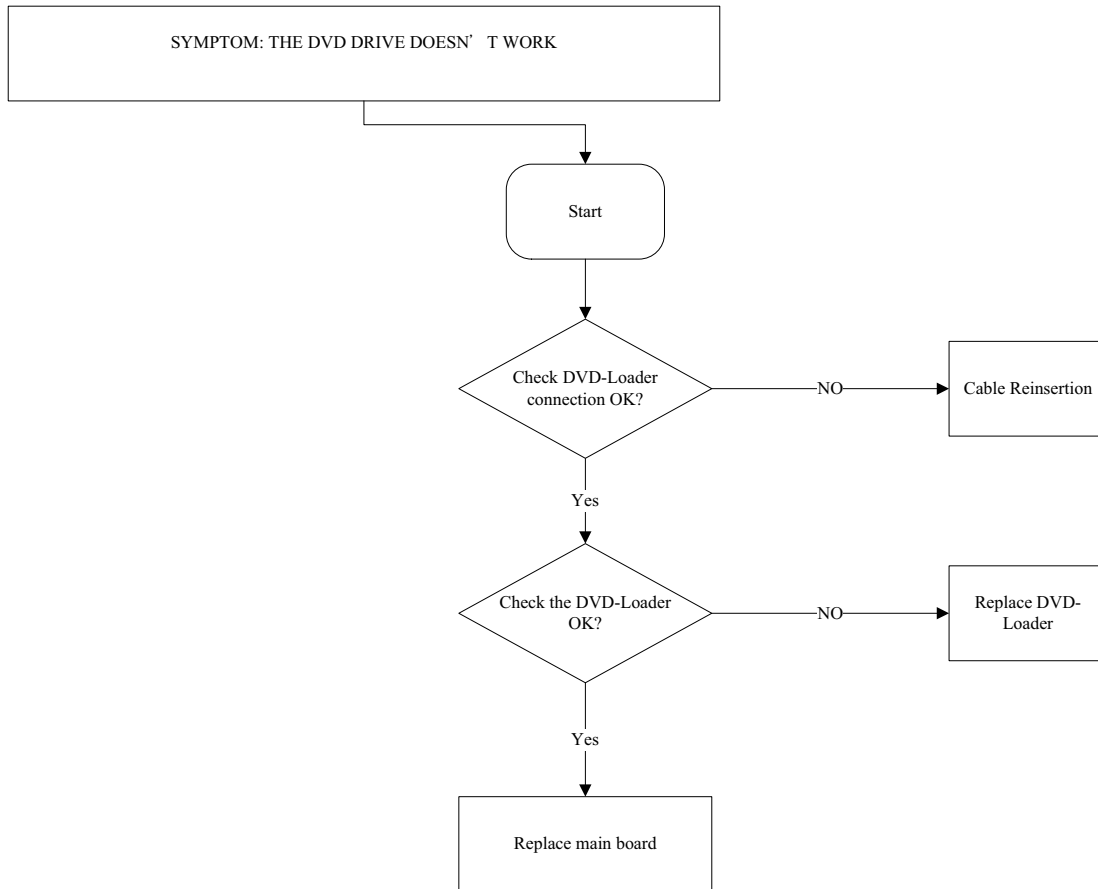 SYMPTOM: THE DVD DRIVE DOESN’T WORK
Start
Check DVD-Loader
connection OK?
NO
Cable Reinsertion
Yes
Check the DVD-Loader
OK?
NO
Replace DVD-
Loader
Yes
Replace main board